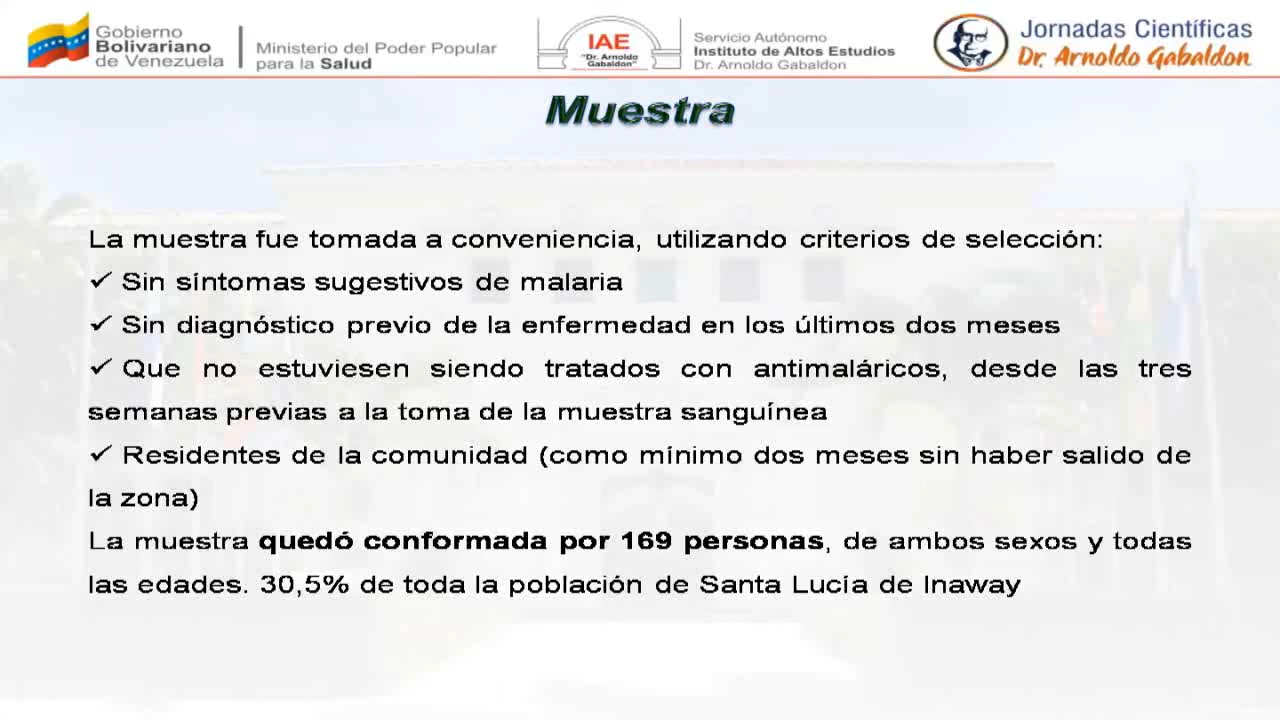 Gobierno
Bolivariano
de Venezuela
Ministerio del Poder Popular
para la Salud
IAE
"Dr. Arnoldo
Gabaldon"
Servicio Autónomo
Instituto de Altos Estudios
Dr. Arnoldo Gabaldon
Jornadas Científicas
Dr. Arnoldo Gabaldon
Muestra
La muestra fue tomada a conveniencia, utilizando criterios de selección:
✓ Sin síntomas sugestivos de malaria
✓ Sin diagnóstico previo de la enfermedad en los últimos dos meses
✓ Que no estuviesen siendo tratados con antimaláricos, desde las tres
semanas previas a la toma de la muestra sanguínea
✓ Residentes de la comunidad (como mínimo dos meses sin haber salido de
la zona)
La muestra quedó conformada por 169 personas, de ambos sexos y todas
las edades. 30,5% de toda la población de Santa Lucía de Inaway